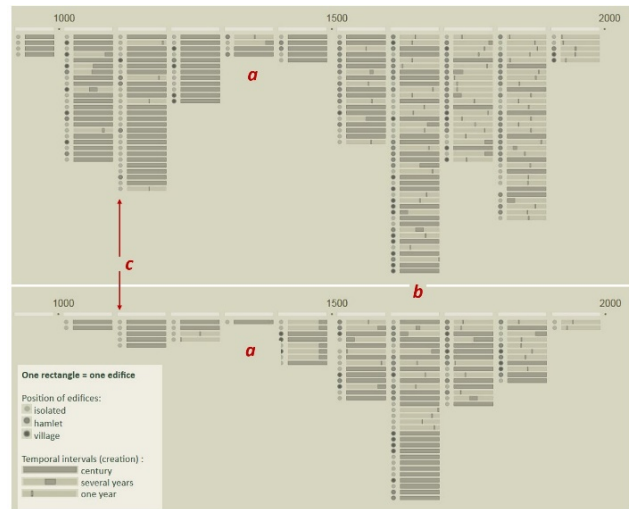 1000 1500 2000
a
c
b
1000 1500 2000
a
One rectangle = one edifice
Position of edifices:
isolated
hamlet
village
Temporal intervals (creation) :
century
several years
one year